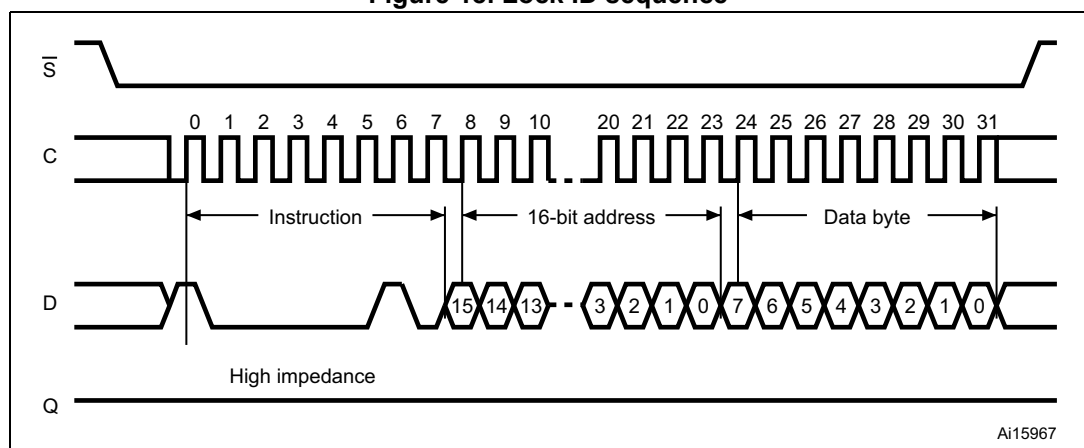 S
0 1 2 3 4 5 6 7 8 9 10 20 21 22 23 24 25 26 27 28 29 30 31
C
Instruction 16-bit address Data byte
D
15 14 13 3 2 1 0 7 6 5 4 3 2 1 0
High impedance
Q
Ai15967